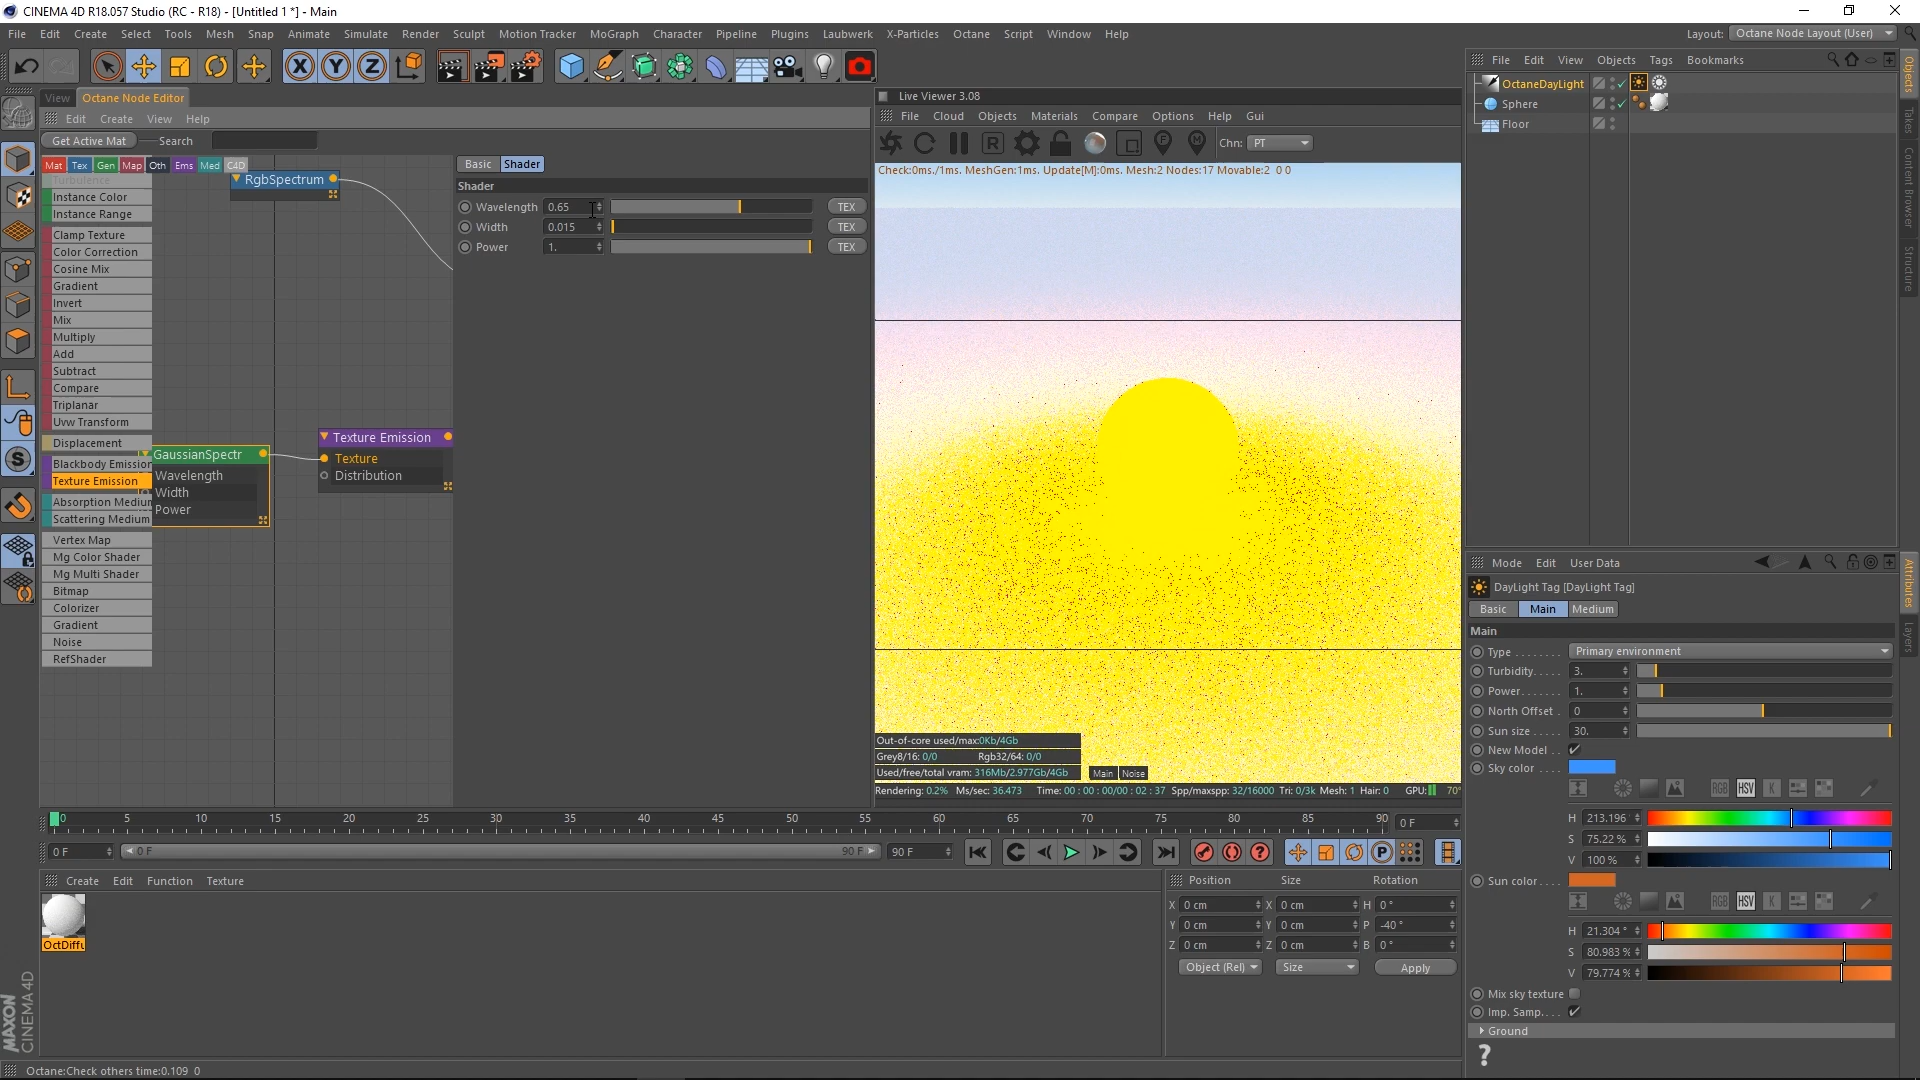 CINEMA 4D R18.057 Studio (RC - R18) - [Untitled 1 *] - Main
File Edit Create Select Tools Mesh Snap Animate Simulate Render Sculpt Motion Tracker MoGraph Character Pipeline Plugins Laubwerk X-Particles Octane Script Window Help
Layout: Octane Node Layout (User)
View Octane Node Editor
Edit Create View Help
Get Active Mat Search
Mat Tex Gen Map Oth Ems Med C4D
Turbulence
Instance Color
Instance Range
Clamp Texture
Color Correction
Cosine Mix
Gradient
Invert
Mix
Multiply
Add
Subtract
Compare
Triplanar
Uvw Transform
Displacement
Blackbody Emission
Texture Emission
Absorption Medium
Scattering Medium
Vertex Map
Mg Color Shader
Mg Multi Shader
Bitmap
Colorizer
Gradient
Noise
RefShader
RgbSpectrum
GaussianSpectr
Wavelength
Width
Power
Texture Emission
Texture
Distribution
Basic Shader
Shader
Wavelength 0.65 TEX
Width 0.015 TEX
Power 1. TEX
Live Viewer 3.08
File Cloud Objects Materials Compare Options Help Gui
R F M Chn: PT
Check:0ms./1ms. MeshGen:1ms. Update[M]:0ms. Mesh:2 Nodes:17 Movable:2 0 0
Out-of-core used/max:0Kb/4Gb
Grey8/16: 0/0 Rgb32/64: 0/0
Used/free/total vram: 316Mb/2.977Gb/4Gb Main Noise
Rendering: 0.2% Ms/sec: 36.473 Time: 00 : 00 : 00/00 : 02 : 37 Spp/maxspp: 32/16000 Tri: 0/3k Mesh: 1 Hair: 0 GPU: 70°
File Edit View Objects Tags Bookmarks
OctaneDayLight
Sphere
Floor
Objects
Takes
Content Browser
Structure
Mode Edit User Data
DayLight Tag [DayLight Tag]
Basic Main Medium
Main
Type Primary environment
Turbidity 3.
Power 1.
North Offset 0
Sun size 30.
New Model
Sky color
RGB HSV K
H 213.196
S 75.22 %
V 100 %
Sun color
RGB HSV K
H 21.304 °
S 80.983 %
V 79.774 %
Mix sky texture
Imp. Samp.
Ground
?
Attributes
Layers
0 5 10 15 20 25 30 35 40 45 50 55 60 65 70 75 80 85 90 0 F
0 F 0 F 90 F 90 F
Create Edit Function Texture
OctDiffu
Position Size Rotation
X 0 cm X 0 cm H 0 °
Y 0 cm Y 0 cm P -40 °
Z 0 cm Z 0 cm B 0 °
Object (Rel) Size Apply
MAXON
CINEMA 4D
Octane:Check others time:0.109 0